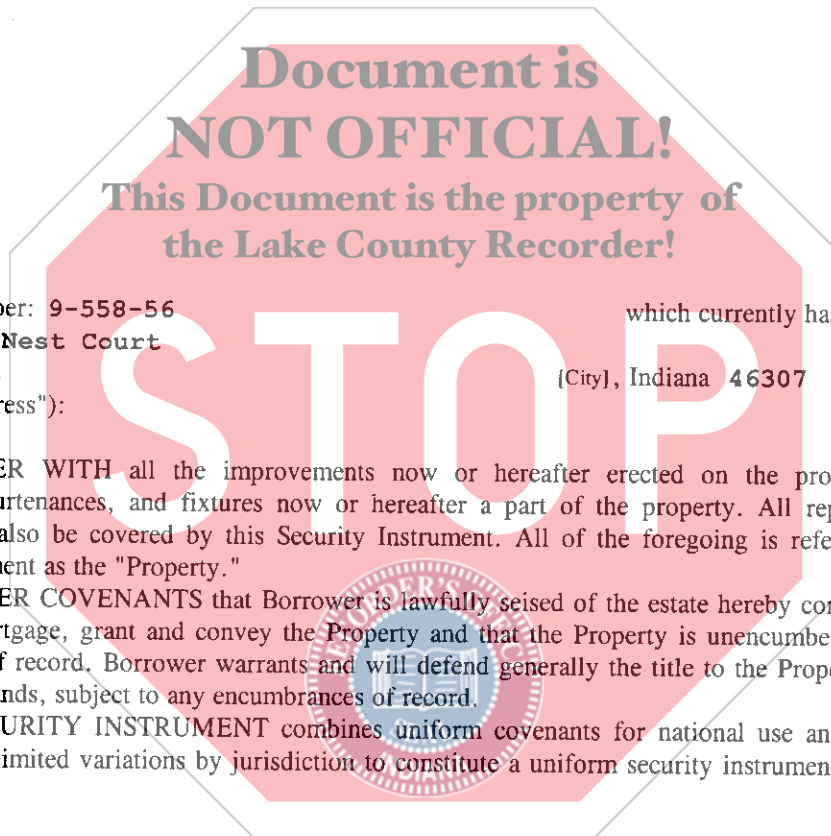 Document is
NOT OFFICIAL!
This Document is the property of
the Lake County Recorder!
ber: 9-558-56 which currently ha
Nest Court
[City], Indiana 46307
ress"):
STOP
ER WITH all the improvements now or hereafter erected on the pro
urtenances, and fixtures now or hereafter a part of the property. All rep
also be covered by this Security Instrument. All of the foregoing is refe
ment as the "Property."
ER COVENANTS that Borrower is lawfully seised of the estate hereby con
rtgage, grant and convey the Property and that the Property is unencumbe
f record. Borrower warrants and will defend generally the title to the Prope
nds, subject to any encumbrances of record.
URITY INSTRUMENT combines uniform covenants for national use an
imited variations by jurisdiction to constitute a uniform security instrumen